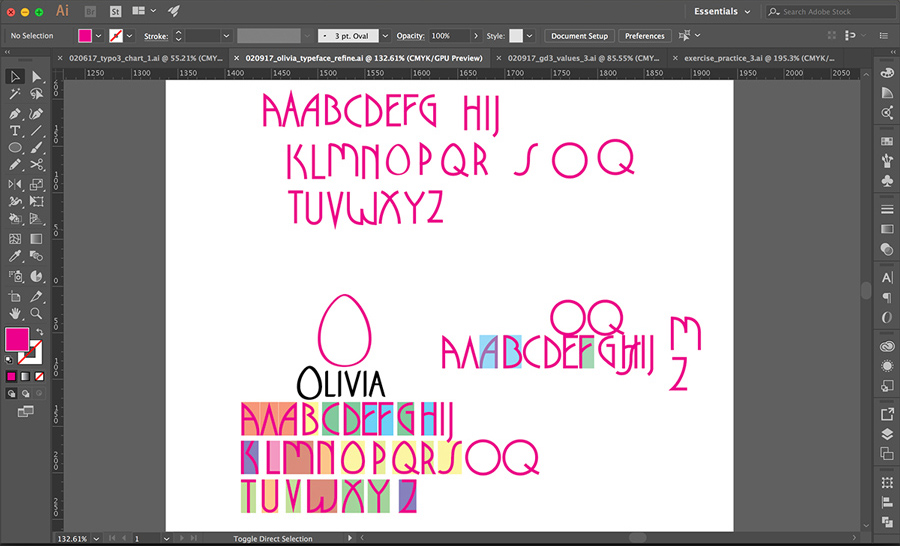 Ai Br St Essentials Search Adobe Stock
No Selection Stroke: 3 pt. Oval Opacity: 100% Style: Document Setup Preferences
020617_typo3_chart_1.ai @ 55.21% (CMY... 020917_olivia_typeface_refine.ai @ 132.61% (CMYK/GPU Preview) 020917_gd3_values_3.ai @ 85.55% (CMYK/... exercise_practice_3.ai @ 195.3% (CMYK/...
1250 1300 1350 1400 1450 1500 1550 1600 1650 1700 1750 1800 1850 1900 1950 2000 2050
AAABCDEFG HIJ
KLMNOPQR S O Q
TUVWXYZ
OQ
AAABCDEFGHIJ M
Z
OLIVIA
AAABCDEFGHIJ
KLMNOPQRSOQ
TUVWXYZ
132.61% 1 Toggle Direct Selection